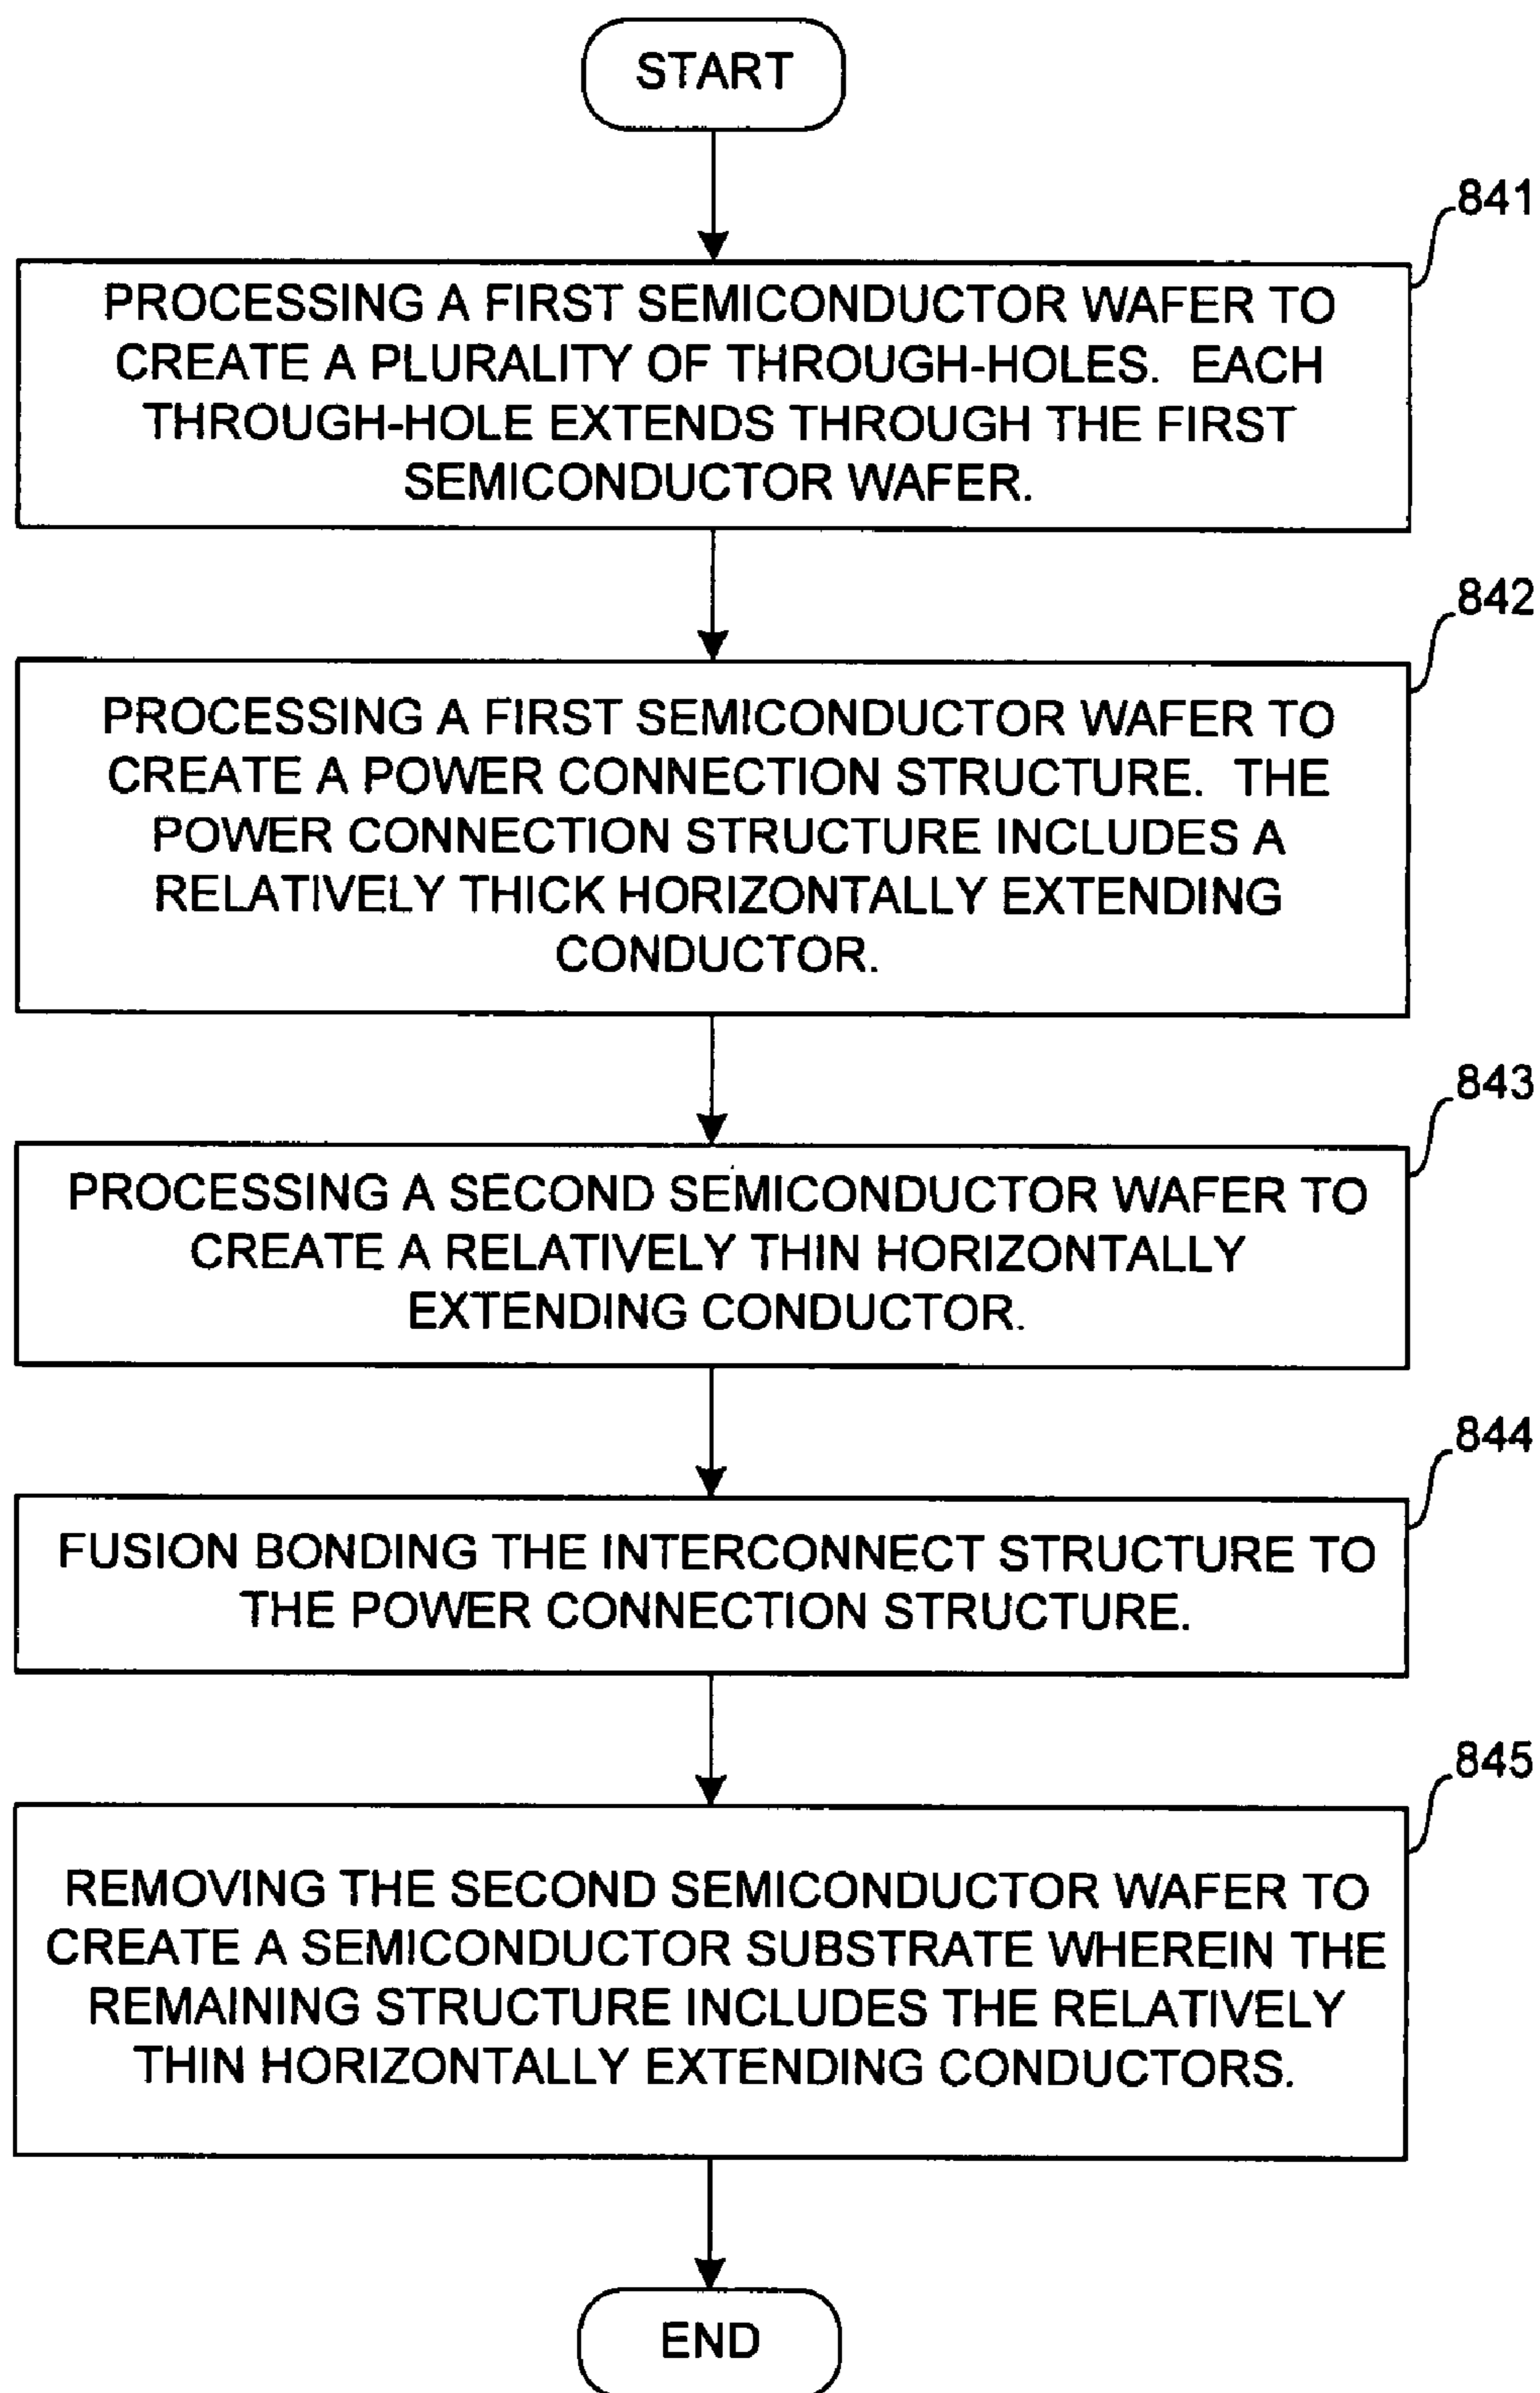 START
841
PROCESSING A FIRST SEMICONDUCTOR WAFER TO
CREATE A PLURALITY OF THROUGH-HOLES. EACH
THROUGH-HOLE EXTENDS THROUGH THE FIRST
SEMICONDUCTOR WAFER.
842
PROCESSING A FIRST SEMICONDUCTOR WAFER TO
CREATE A POWER CONNECTION STRUCTURE. THE
POWER CONNECTION STRUCTURE INCLUDES A
RELATIVELY THICK HORIZONTALLY EXTENDING
CONDUCTOR.
843
PROCESSING A SECOND SEMICONDUCTOR WAFER TO
CREATE A RELATIVELY THIN HORIZONTALLY
EXTENDING CONDUCTOR.
844
FUSION BONDING THE INTERCONNECT STRUCTURE TO
THE POWER CONNECTION STRUCTURE.
845
REMOVING THE SECOND SEMICONDUCTOR WAFER TO
CREATE A SEMICONDUCTOR SUBSTRATE WHEREIN THE
REMAINING STRUCTURE INCLUDES THE RELATIVELY
THIN HORIZONTALLY EXTENDING CONDUCTORS.
END